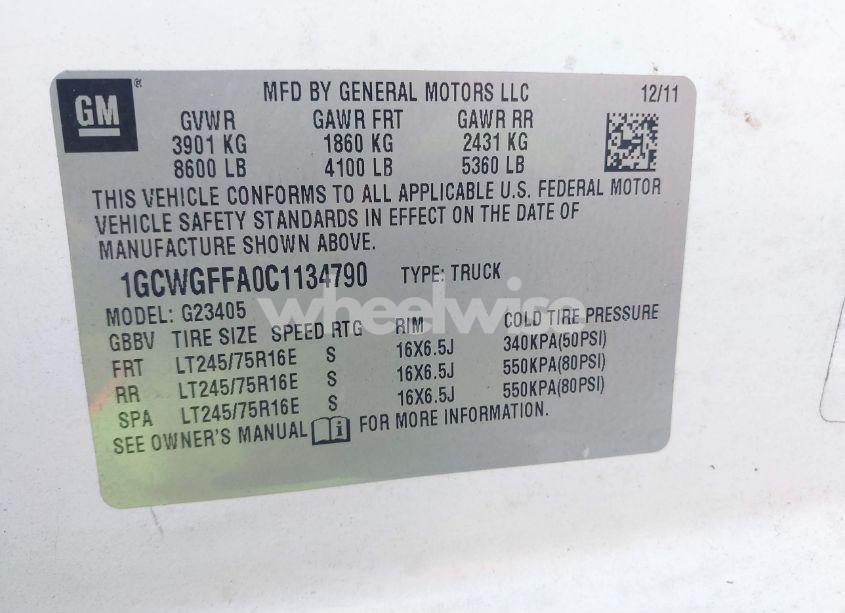 GM ®
MFD BY GENERAL MOTORS LLC 12/11
GVWR GAWR FRT GAWR RR
3901 KG 1860 KG 2431 KG
8600 LB 4100 LB 5360 LB
THIS VEHICLE CONFORMS TO ALL APPLICABLE U.S. FEDERAL MOTOR
VEHICLE SAFETY STANDARDS IN EFFECT ON THE DATE OF
MANUFACTURE SHOWN ABOVE.
1GCWGFFA0C1134790 TYPE: TRUCK
wheelwise
MODEL: G23405
GBBV TIRE SIZE SPEED RTG RIM COLD TIRE PRESSURE
FRT LT245/75R16E S 16X6.5J 340KPA(50PSI)
RR LT245/75R16E S 16X6.5J 550KPA(80PSI)
SPA LT245/75R16E S 16X6.5J 550KPA(80PSI)
SEE OWNER'S MANUAL i FOR MORE INFORMATION.